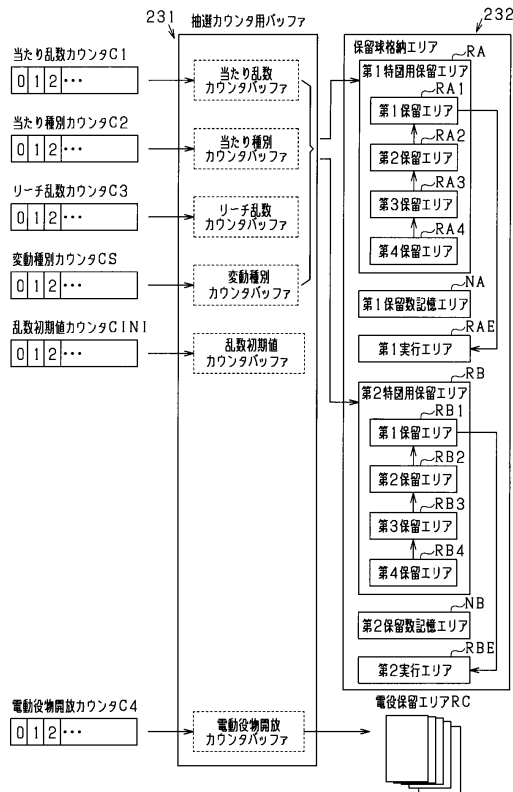 231
抽選カウンタ用バッファ
232
当たり乱数カウンタC1
0 1 2 ・・・
当たり種別カウンタC2
0 1 2 ・・・
リーチ乱数カウンタC3
0 1 2 ・・・
変動種別カウンタCS
0 1 2 ・・・
乱数初期値カウンタCINI
0 1 2 ・・・
電動役物開放カウンタC4
0 1 2 ・・・
当たり乱数
カウンタバッファ
当たり種別
カウンタバッファ
リーチ乱数
カウンタバッファ
変動種別
カウンタバッファ
乱数初期値
カウンタバッファ
電動役物開放
カウンタバッファ
保留球格納エリア
RA
第1特図用保留エリア
RA1
第1保留エリア
RA2
第2保留エリア
RA3
第3保留エリア
RA4
第4保留エリア
NA
第1保留数記憶エリア
RAE
第1実行エリア
RB
第2特図用保留エリア
RB1
第1保留エリア
RB2
第2保留エリア
RB3
第3保留エリア
RB4
第4保留エリア
NB
第2保留数記憶エリア
RBE
第2実行エリア
電役保留エリアRC